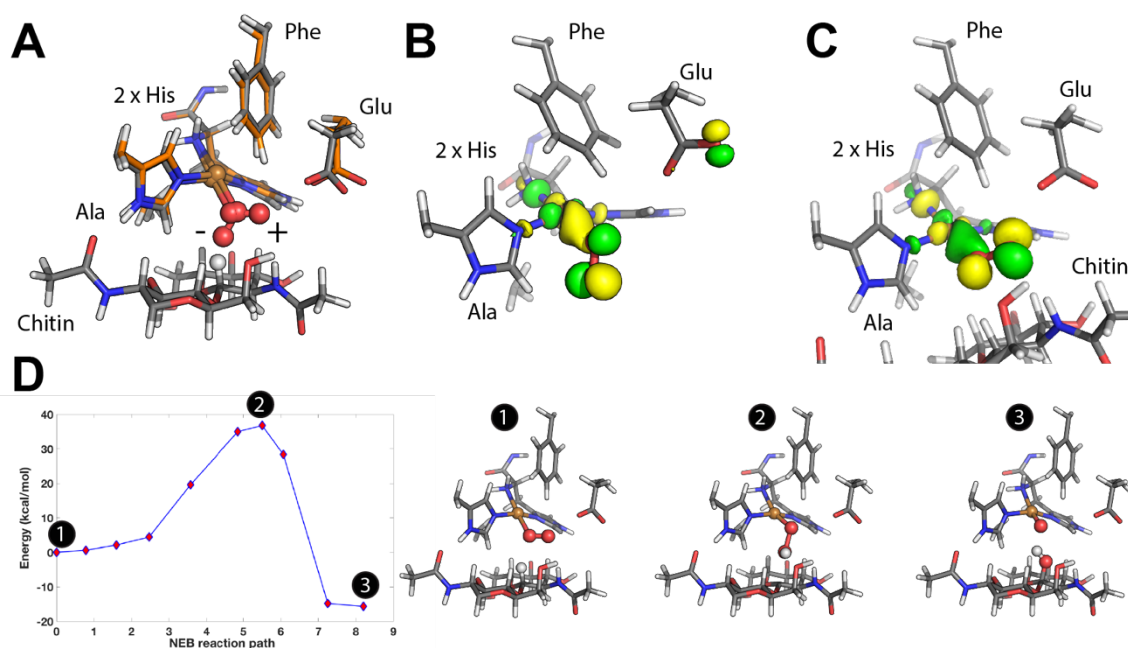 A
Phe
2 x His
Glu
Ala
- +
Chitin
B
Phe
Glu
2 x His
Ala
C
Phe
Glu
2 x His
Chitin
Ala
D
40
30
20
10
0
-10
-20
Energy (kcal/mol)
0 1 2 3 4 5 6 7 8 9
NEB reaction path
1
2
3
1
2
3